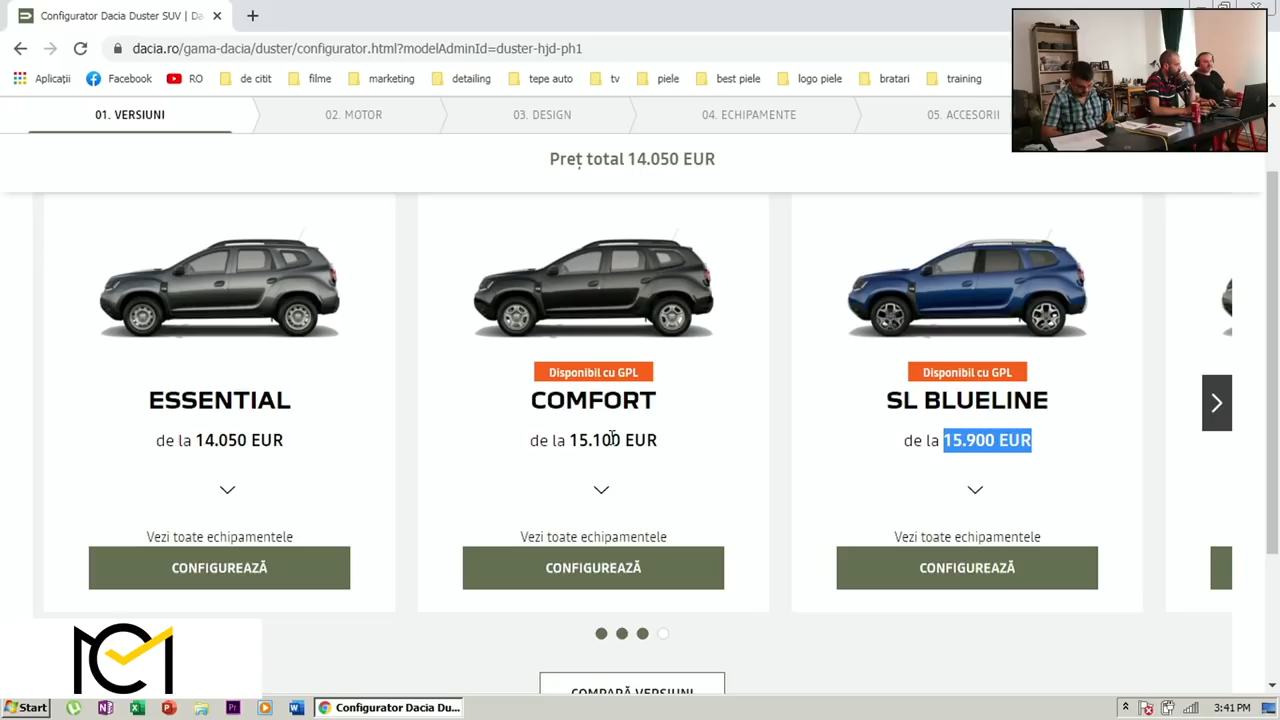 Configurator Dacia Duster SUV | Da
dacia.ro/gama-dacia/duster/configurator.html?modelAdminId=duster-hjd-ph1
Aplicații Facebook RO de citit filme marketing detailing tepe auto tv piele best piele logo piele bratari training
01. VERSIUNI 02. MOTOR 03. DESIGN 04. ECHIPAMENTE 05. ACCESORII
Preț total 14.050 EUR
Disponibil cu GPL Disponibil cu GPL
ESSENTIAL COMFORT SL BLUELINE
de la 14.050 EUR de la 15.100 EUR de la 15.900 EUR
Vezi toate echipamentele Vezi toate echipamentele Vezi toate echipamentele
CONFIGUREAZĂ CONFIGUREAZĂ CONFIGUREAZĂ
COMPARĂ VERSIUNI
Start Configurator Dacia Du... 3:41 PM